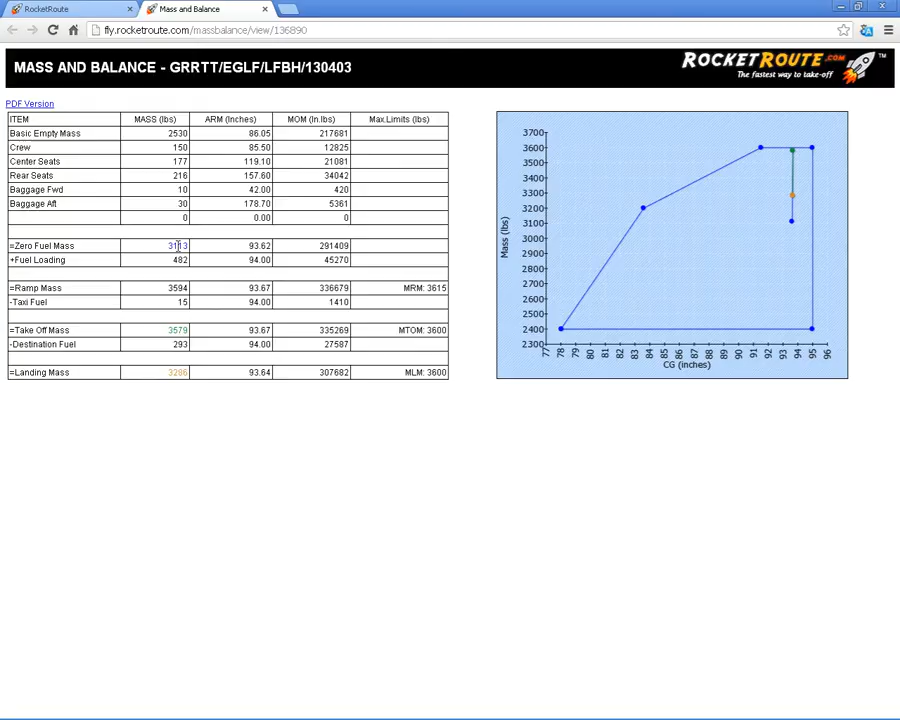 RocketRoute × Mass and Balance ×
fly.rocketroute.com/massbalance/view/136890
MASS AND BALANCE - GRRTT/EGLF/LFBH/130403
ROCKETROUTE.COM TM
The fastest way to take-off
PDF Version
ITEM MASS (lbs) ARM (Inches) MOM (In.lbs) Max.Limits (lbs)
Basic Empty Mass 2530 86.05 217681
Crew 150 85.50 12825
Center Seats 177 119.10 21081
Rear Seats 216 157.60 34042
Baggage Fwd 10 42.00 420
Baggage Aft 30 178.70 5361
0 0.00 0
=Zero Fuel Mass 3113 93.62 291409
+Fuel Loading 482 94.00 45270
=Ramp Mass 3594 93.67 336679 MRM: 3615
-Taxi Fuel 15 94.00 1410
=Take Off Mass 3579 93.67 335269 MTOM: 3600
-Destination Fuel 293 94.00 27587
=Landing Mass 3286 93.64 307682 MLM: 3600
3700
3600
3500
3400
3300
3200
3100
3000
2900
2800
2700
2600
2500
2400
2300
Mass (lbs)
77 78 79 80 81 82 83 84 85 86 87 88 89 90 91 92 93 94 95 96
CG (inches)